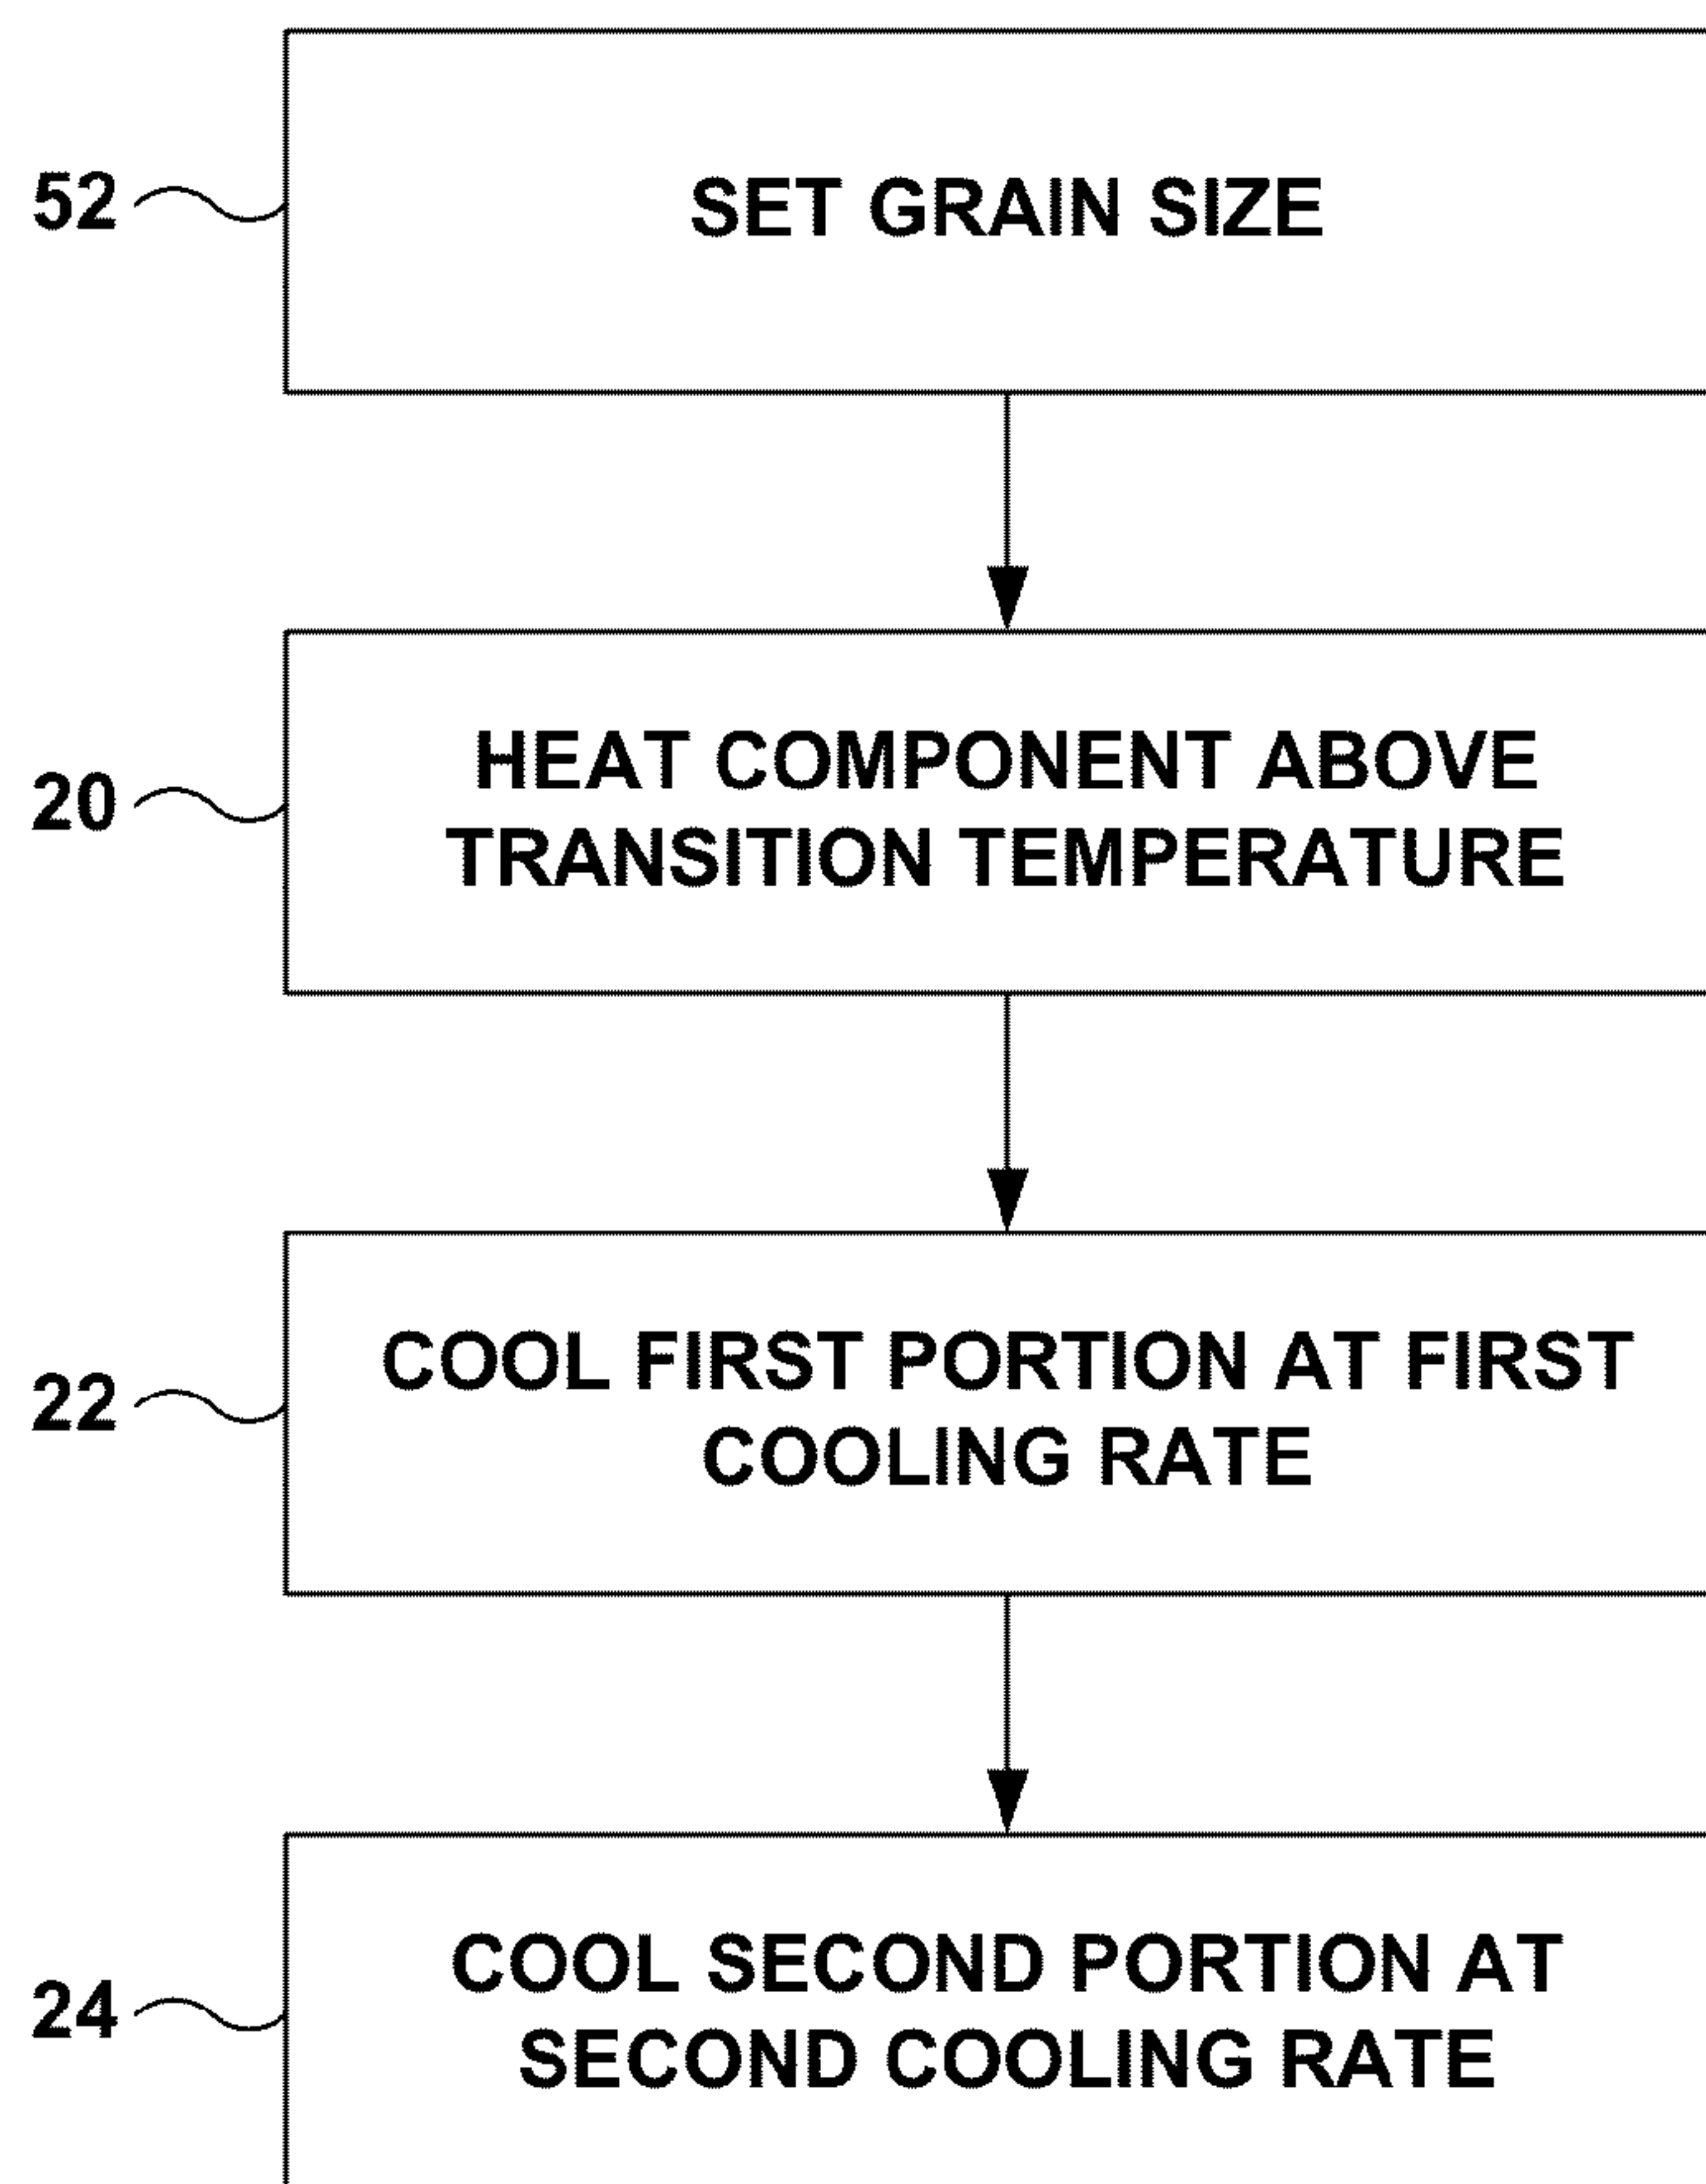 52
SET GRAIN SIZE
20
HEAT COMPONENT ABOVE
TRANSITION TEMPERATURE
22
COOL FIRST PORTION AT FIRST
COOLING RATE
24
COOL SECOND PORTION AT
SECOND COOLING RATE